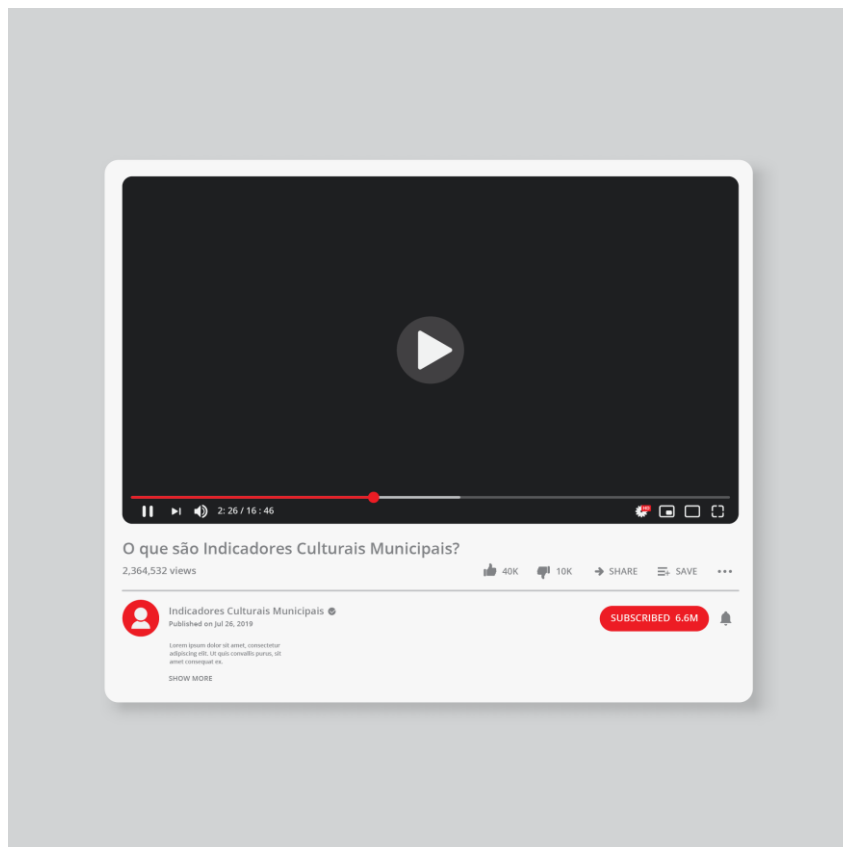 2: 26 / 16 : 46
HD
O que são Indicadores Culturais Municipais?
2,364,532 views
40K 10K SHARE SAVE
Indicadores Culturais Municipais
Published on Jul 26, 2019
SUBSCRIBED 6.6M
Lorem ipsum dolor sit amet, consectetur
adipiscing elit. Ut quis convallis purus, sit
amet consequat ex.
SHOW MORE